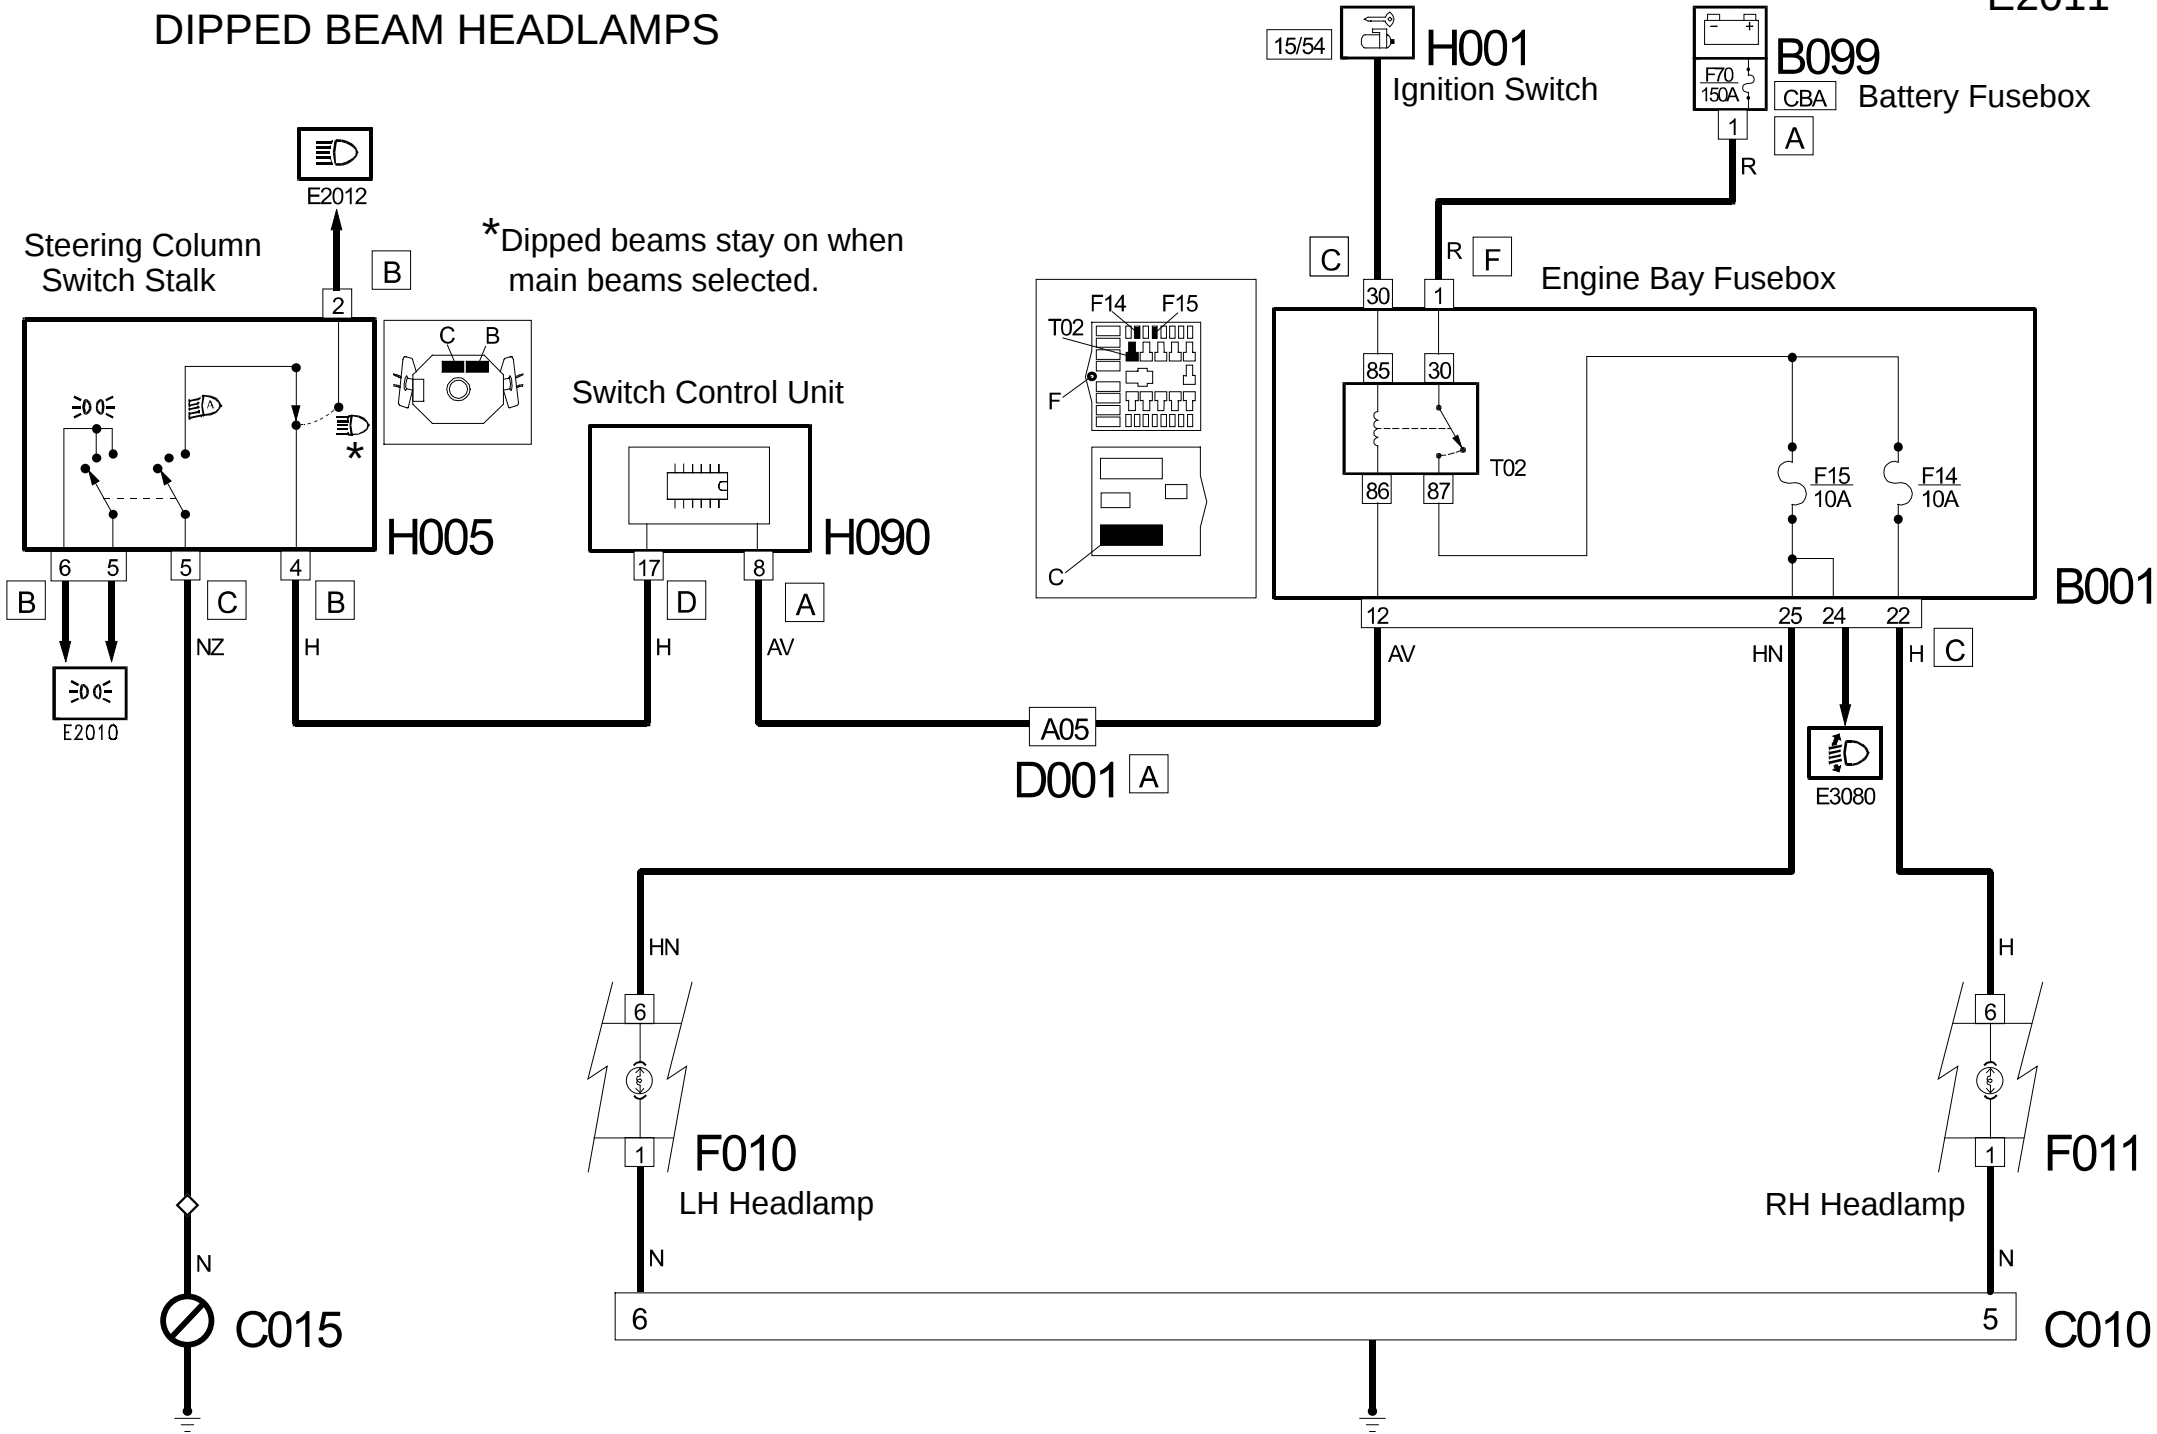 DIPPED BEAM HEADLAMPS
E2011
15/54
H001
Ignition Switch
B099
F70
150A
CBA
Battery Fusebox
1
A
R
E2012
Steering Column
Switch Stalk
B
2
*Dipped beams stay on when
main beams selected.
C
R
F
30
1
Engine Bay Fusebox
F14
F15
T02
F
C
C
B
A
*
H005
Switch Control Unit
H090
85
30
86
87
T02
F15
10A
F14
10A
B001
6
5
5
4
B
C
B
NZ
H
E2010
17
8
D
A
H
AV
12
25
24
22
AV
HN
H
C
A05
D001
A
E3080
HN
H
6
6
1
1
F010
LH Headlamp
F011
RH Headlamp
N
N
N
C015
6
5
C010